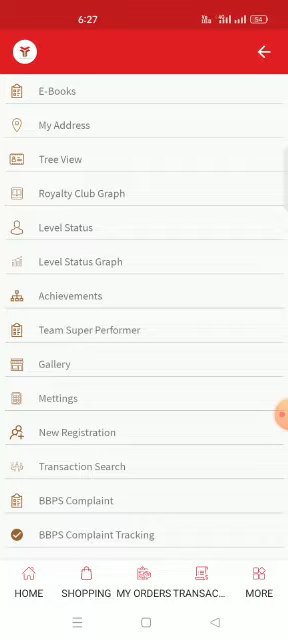 6:27
54
E-Books
My Address
Tree View
Royalty Club Graph
Level Status
Level Status Graph
Achievements
Team Super Performer
Gallery
Mettings
New Registration
Transaction Search
BBPS Complaint
BBPS Complaint Tracking
HOME SHOPPING MY ORDERS TRANSAC... MORE